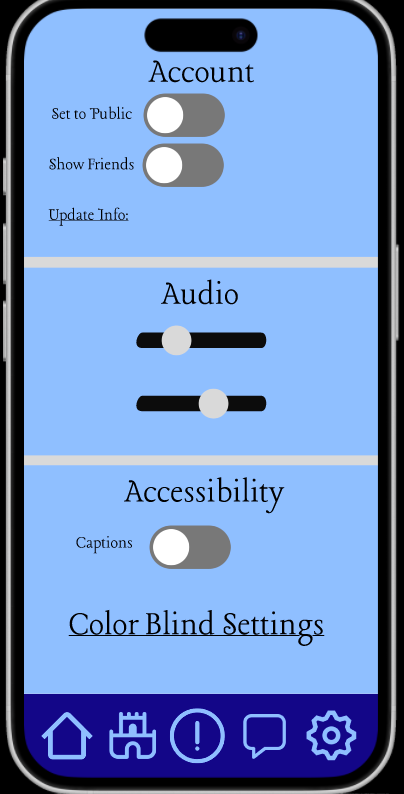 Account
Set to Public
Show Friends
Update Info:
Audio
Accessibility
Captions
Color Blind Settings